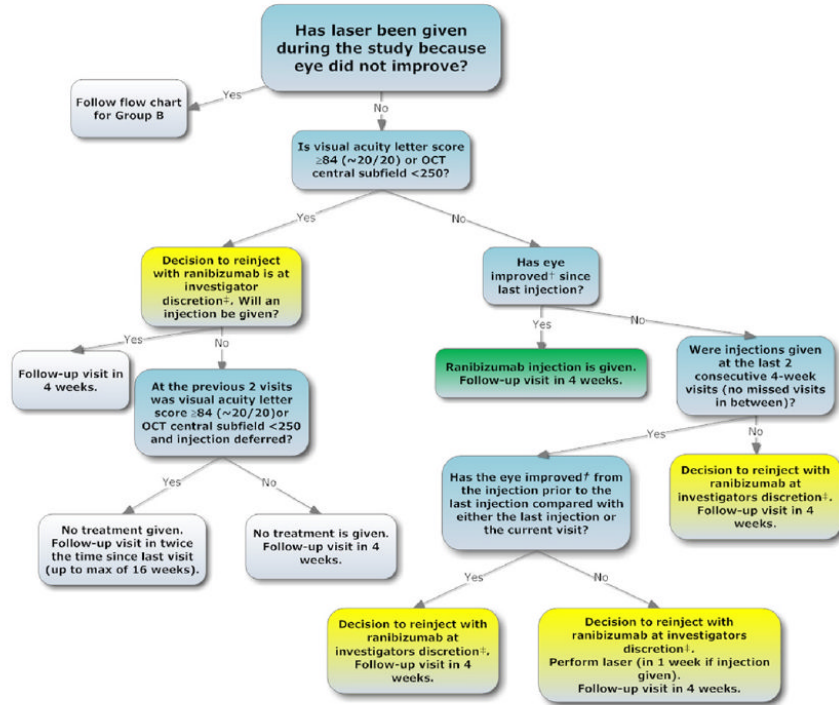 Has laser been given
during the study because
eye did not improve?
Yes
No
Follow flow chart
for Group B
Is visual acuity letter score
≥84 (~20/20) or OCT
central subfield <250?
Yes
No
Decision to reinject
with ranibizumab is at
investigator
discretion‡. Will an
injection be given?
Has eye
improved† since
last injection?
Yes
No
Yes
No
Follow-up visit in
4 weeks.
At the previous 2 visits
was visual acuity letter
score ≥84 (~20/20)or
OCT central subfield <250
and injection deferred?
Ranibizumab injection is given.
Follow-up visit in 4 weeks.
Were injections given
at the last 2
consecutive 4-week
visits (no missed visits
in between)?
Yes
No
Yes
No
No treatment given.
Follow-up visit in twice
the time since last visit
(up to max of 16 weeks).
No treatment is given.
Follow-up visit in 4
weeks.
Has the eye improved† from
the injection prior to the
last injection compared with
either the last injection or
the current visit?
Decision to reinject with
ranibizumab at
investigators discretion‡.
Follow-up visit in 4
weeks.
Yes
No
Decision to reinject with
ranibizumab at
investigators discretion‡.
Follow-up visit in 4
weeks.
Decision to reinject with
ranibizumab at investigators
discretion‡.
Perform laser (in 1 week if injection
given).
Follow-up visit in 4 weeks.